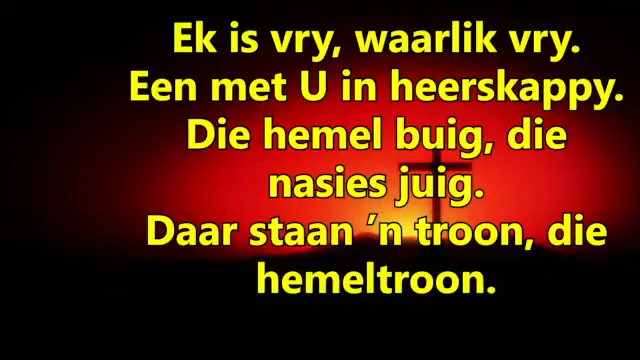 Ek is vry, waarlik vry.
Een met U in heerskappy.
Die hemel buig, die
nasies juig.
Daar staan ’n troon, die
hemeltroon.